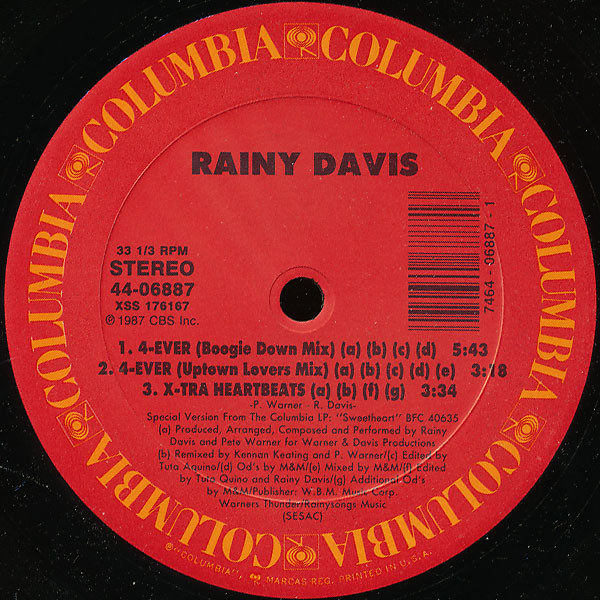 COLUMBIA COLUMBIA COLUMBIA COLUMBIA COLUMBIA COLUMBIA COLUMBIA
RAINY DAVIS
33 1/3 RPM
STEREO
44-06887
XSS 176167
℗ 1987 CBS Inc.
7464 - 06887 - 1
1. 4-EVER (Boogie Down Mix) (a) (b) (c) (d) 5:43
2. 4-EVER (Uptown Lovers Mix) (a) (b) (c) (d) (e) 3:18
3. X-TRA HEARTBEATS (a) (b) (f) (g) 3:34
-P. Warner - R. Davis-
Special Version From The Columbia LP: "Sweetheart" BFC 40635
(a) Produced, Arranged, Composed and Performed by Rainy
Davis and Pete Warner for Warner & Davis Productions
(b) Remixed by Kennan Keating and P. Warner/(c) Edited by
Tuta Aquino/(d) Od's by M&M/(e) Mixed by M&M/(f) Edited
by Tuta Quino and Rainy Davis/(g) Additional Od's
by M&M/Publisher: W.B.M. Music Corp.
Warners Thunder/Rainysongs Music
(SESAC)
®"COLUMBIA", MARCAS REG. PRINTED IN U.S.A.